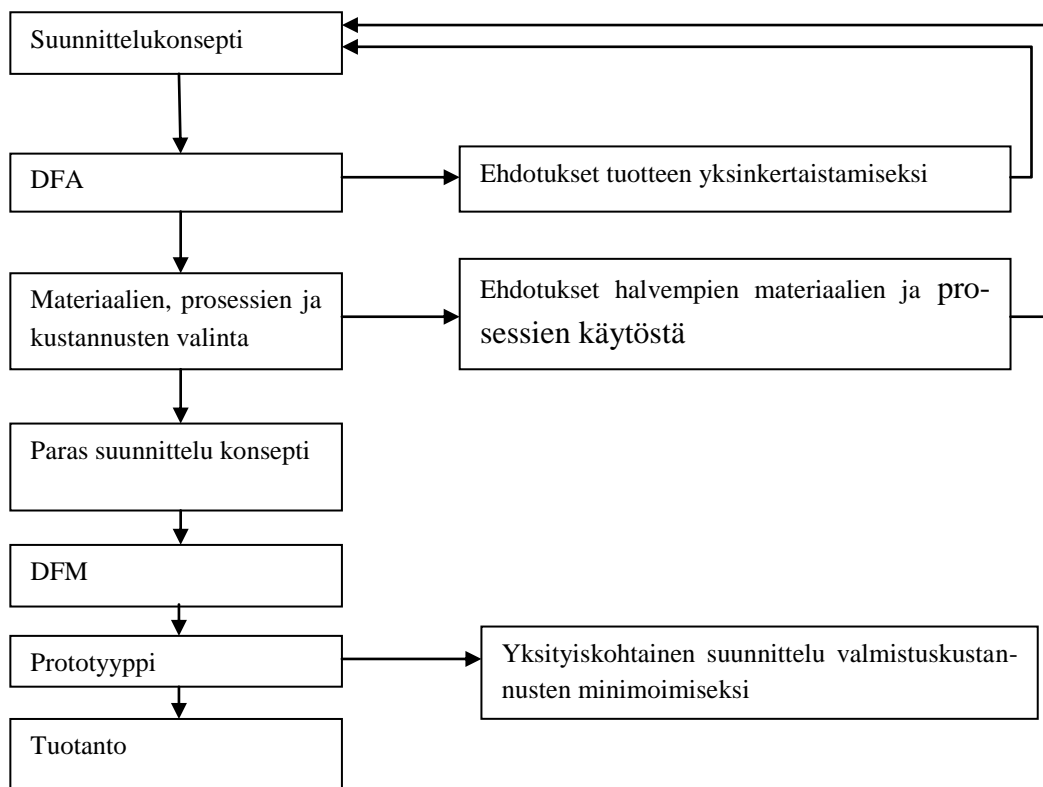 Suunnittelukonsepti
DFA
Ehdotukset tuotteen yksinkertaistamiseksi
Materiaalien, prosessien ja
kustannusten valinta
Ehdotukset halvempien materiaalien ja pro-
sessien käytöstä
Paras suunnittelu konsepti
DFM
Prototyyppi
Yksityiskohtainen suunnittelu valmistuskustan-
nusten minimoimiseksi
Tuotanto